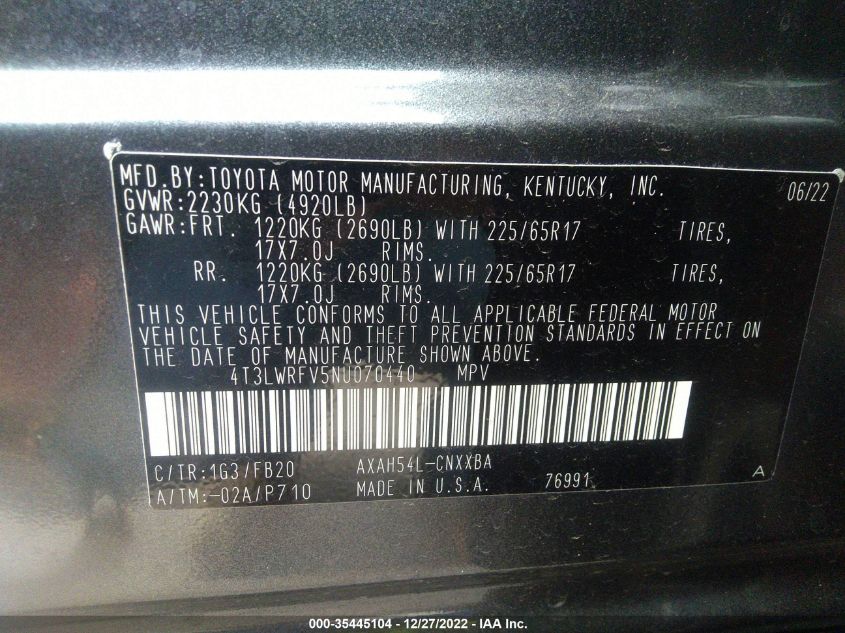 MFD.BY:TOYOTA MOTOR MANUFACTURING, KENTUCKY, INC. 06/22
GVWR:2230KG (4920LB)
GAWR:FRT. 1220KG (2690LB) WITH 225/65R17 TIRES,
17X7.0J RIMS.
RR. 1220KG (2690LB) WITH 225/65R17 TIRES,
17X7.0J RIMS.
THIS VEHICLE CONFORMS TO ALL APPLICABLE FEDERAL MOTOR
VEHICLE SAFETY AND THEFT PREVENTION STANDARDS IN EFFECT ON
THE DATE OF MANUFACTURE SHOWN ABOVE.
4T3LWRFV5NU070440 MPV
C/TR:1G3/FB20 AXAH54L-CNXXBA A
A/TM:-02A/P710 MADE IN U.S.A. 76991
000-35445104 - 12/27/2022 - IAA Inc.